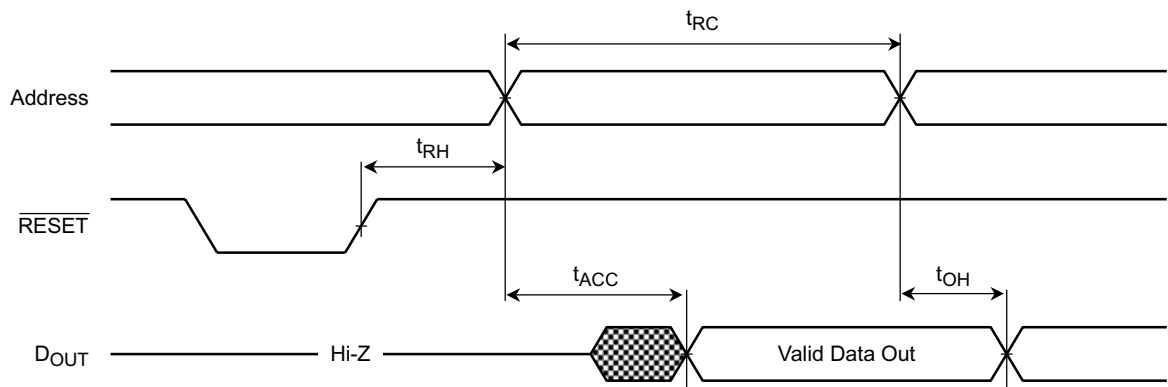 tRC
Address
tRH
RESET
tACC
tOH
DOUT
Hi-Z
Valid Data Out